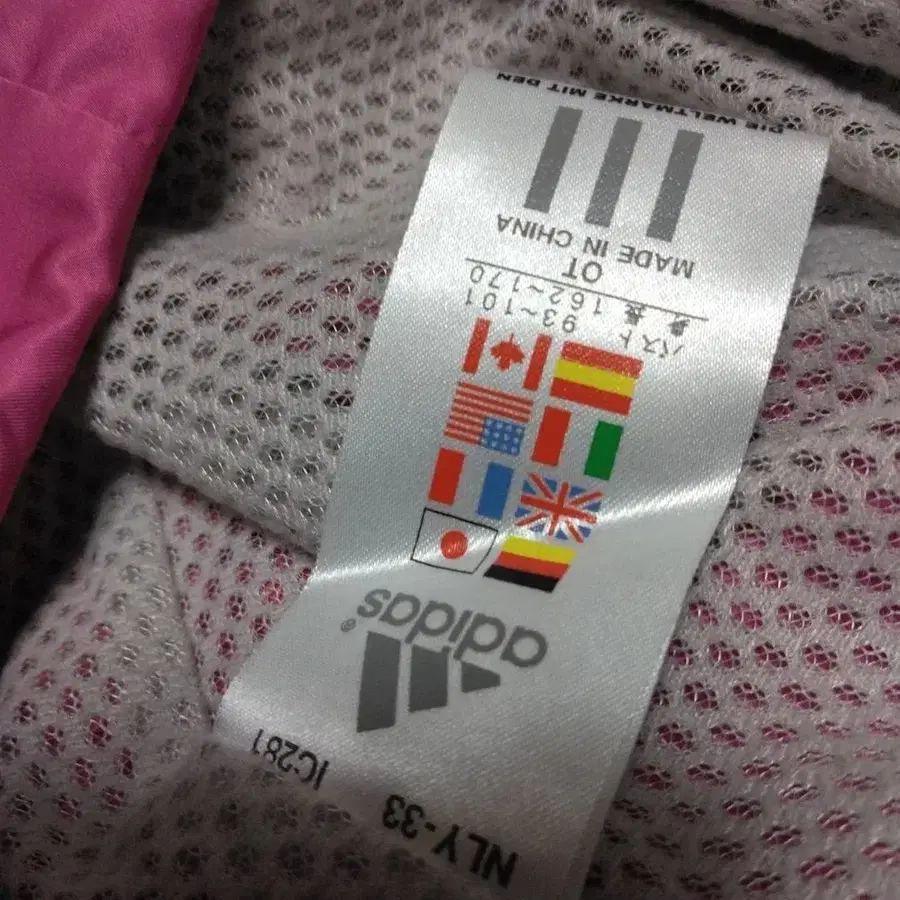 NLY-33 IC281
adidas®
バスト 93~101
身長 162~170
OT
MADE IN CHINA
DIE WELTMARKE MIT DEN